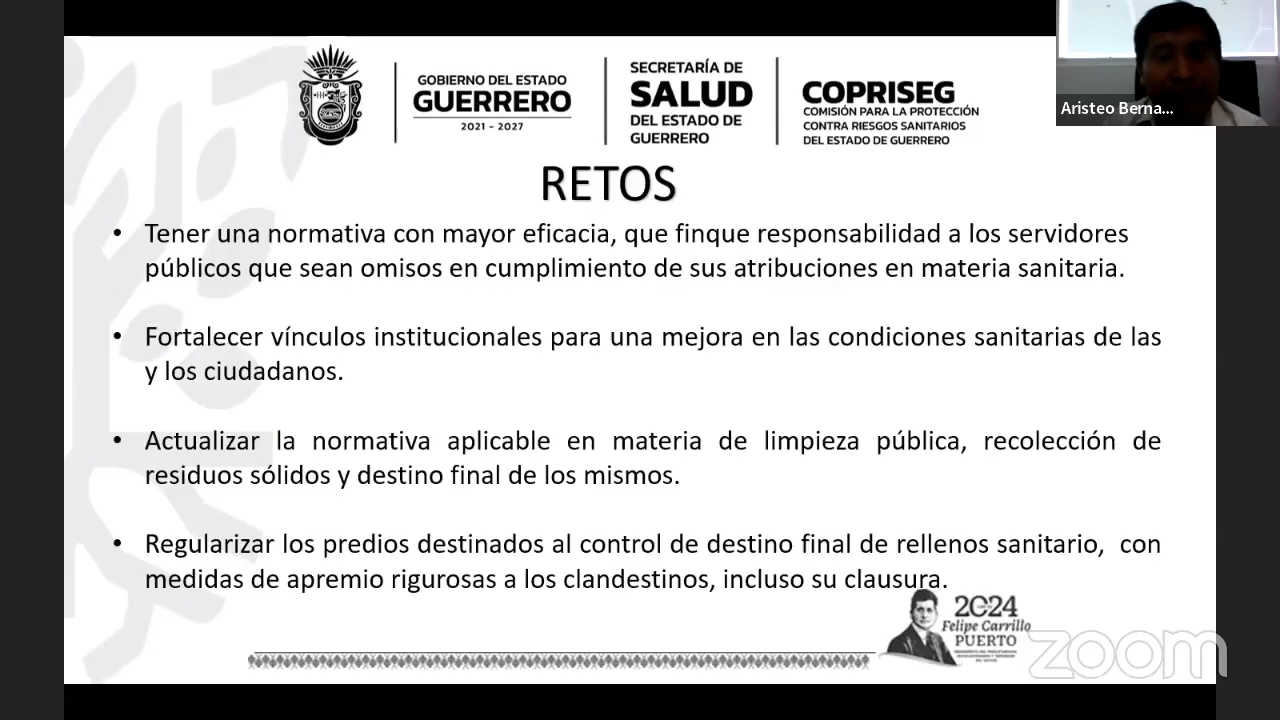 GOBIERNO DEL ESTADO
GUERRERO
2021 - 2027
SECRETARÍA DE
SALUD
DEL ESTADO DE
GUERRERO
COPRISEG
COMISIÓN PARA LA PROTECCIÓN
CONTRA RIESGOS SANITARIOS
DEL ESTADO DE GUERRERO
Aristeo Berna...
RETOS
• Tener una normativa con mayor eficacia, que finque responsabilidad a los servidores
públicos que sean omisos en cumplimiento de sus atribuciones en materia sanitaria.
• Fortalecer vínculos institucionales para una mejora en las condiciones sanitarias de las
y los ciudadanos.
• Actualizar la normativa aplicable en materia de limpieza pública, recolección de
residuos sólidos y destino final de los mismos.
• Regularizar los predios destinados al control de destino final de rellenos sanitario, con
medidas de apremio rigurosas a los clandestinos, incluso su clausura.
2024
Felipe Carrillo
PUERTO
zoom